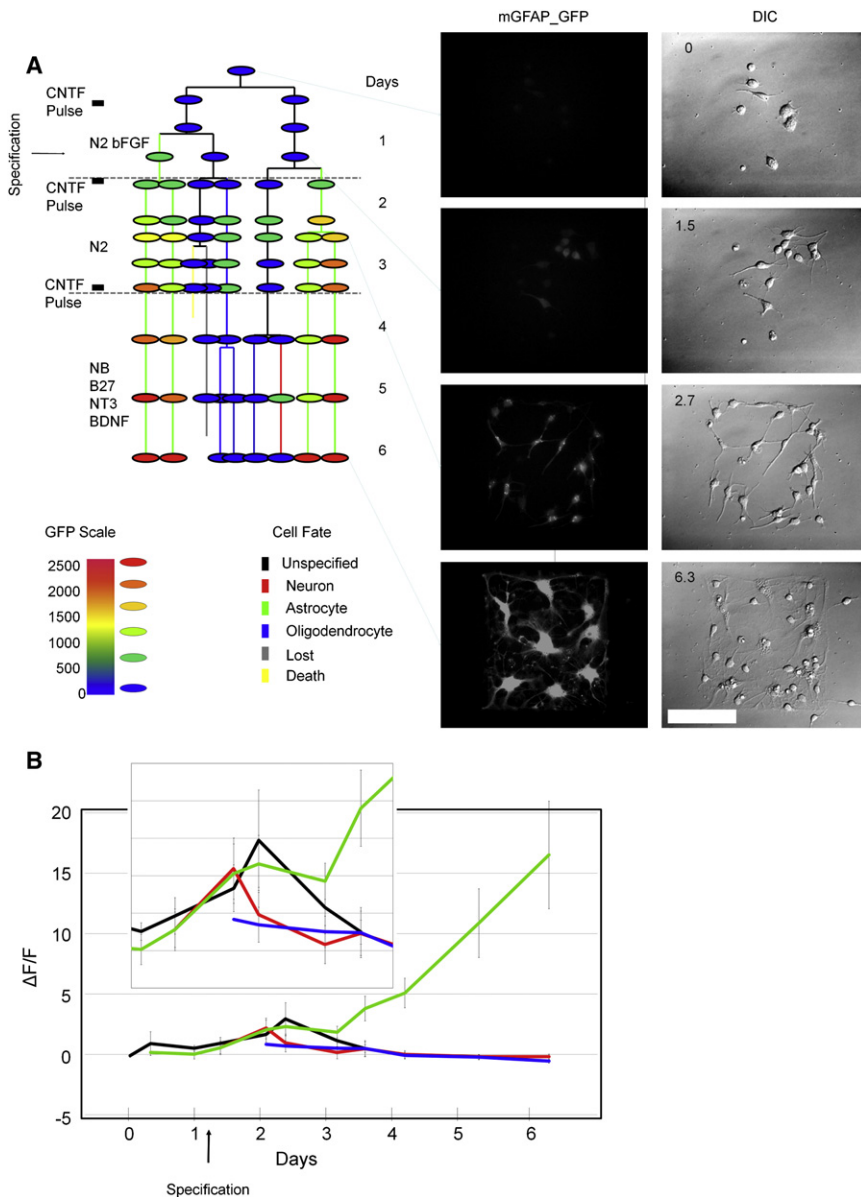 mGFAP_GFP
DIC
A
Days
CNTF
Pulse
Specification
N2 bFGF
CNTF
Pulse
N2
CNTF
Pulse
NB
B27
NT3
BDNF
1
2
3
4
5
6
0
1.5
2.7
6.3
GFP Scale
2500
2000
1500
1000
500
0
Cell Fate
Unspecified
Neuron
Astrocyte
Oligodendrocyte
Lost
Death
B
20
15
10
5
0
-5
ΔF/F
0
1
2
3
4
5
6
Days
Specification